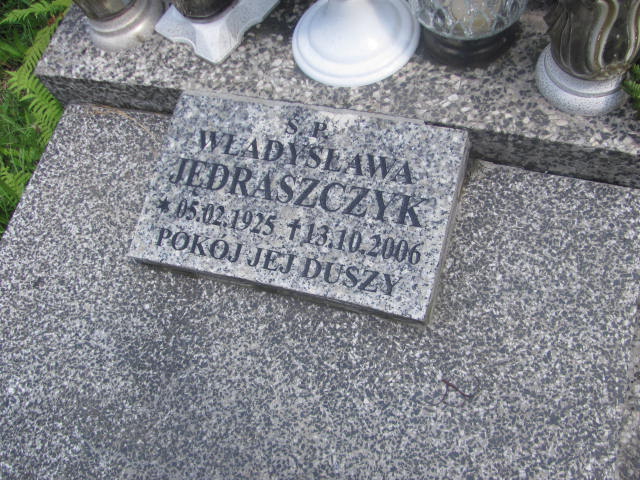 Ś. P.
WŁADYSŁAWA
JĘDRASZCZYK
★ 05.02.1925 † 13.10.2006
POKÓJ JEJ DUSZY